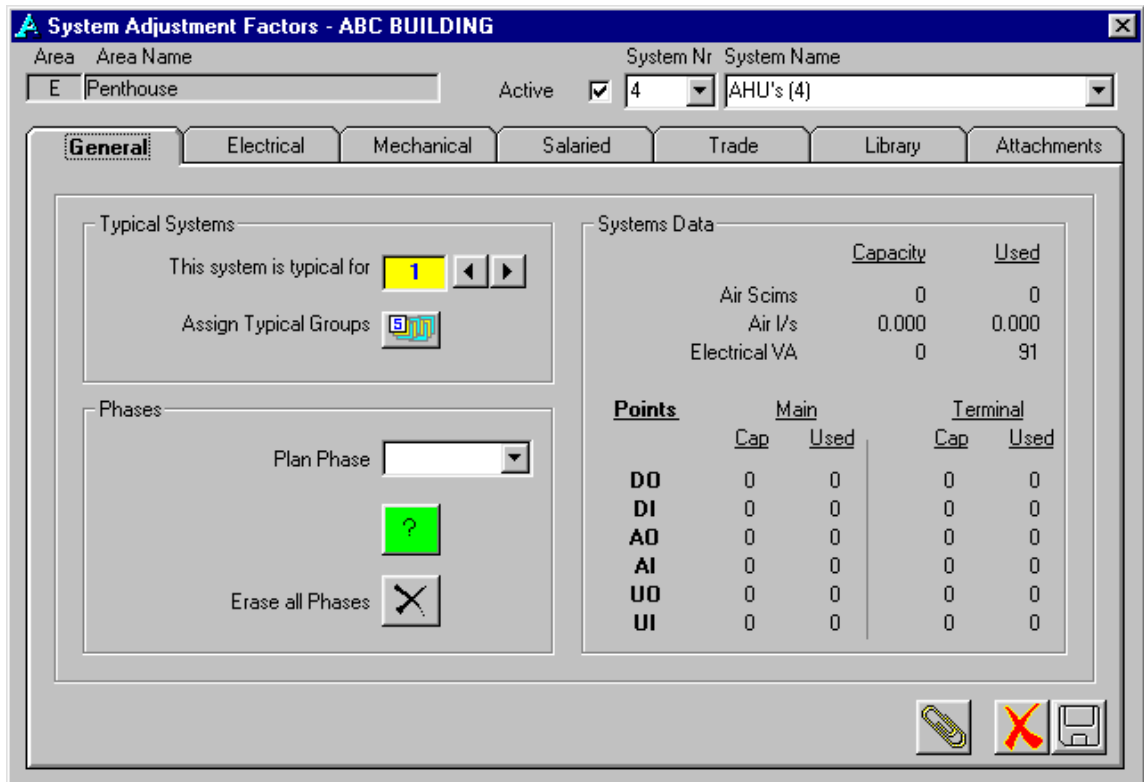 System Adjustment Factors - ABC BUILDING
Area Area Name System Nr System Name
E Penthouse Active 4 AHU's (4)
General Electrical Mechanical Salaried Trade Library Attachments
Typical Systems Systems Data
Capacity Used
This system is typical for 1
Air Scims 0 0
Assign Typical Groups 5 Air l/s 0.000 0.000
Electrical VA 0 91
Phases Points Main Terminal
Cap Used Cap Used
Plan Phase
DO 0 0 0 0
DI 0 0 0 0
? AO 0 0 0 0
AI 0 0 0 0
Erase all Phases UO 0 0 0 0
UI 0 0 0 0